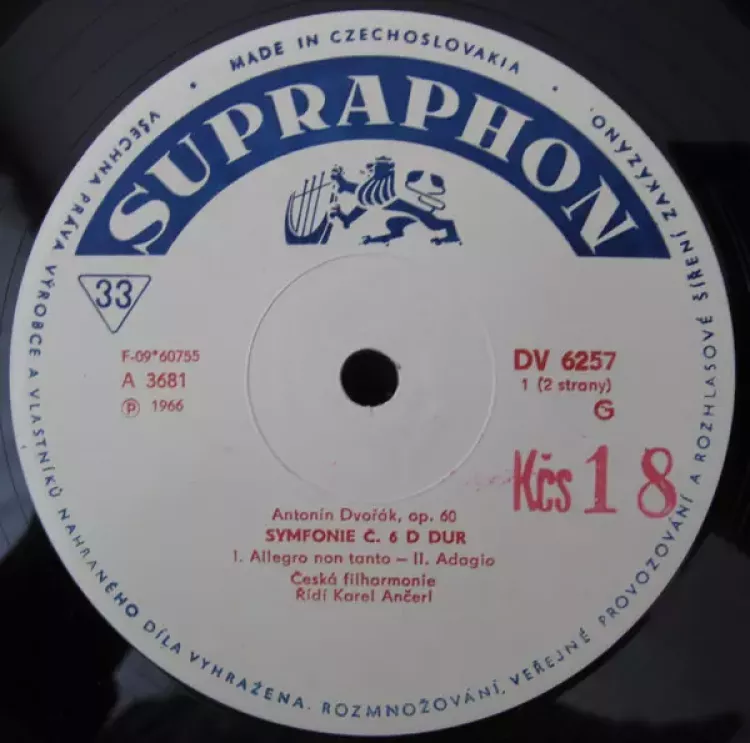 MADE IN CZECHOSLOVAKIA
SUPRAPHON
33
F-09*60755
A 3681
℗ 1966
DV 6257
1 (2 strany)
G
Kčs 18
Antonín Dvořák, op. 60
SYMFONIE Č. 6 D DUR
I. Allegro non tanto – II. Adagio
Česká filharmonie
Řídí Karel Ančerl
VŠECHNA PRÁVA VÝROBCE A VLASTNÍKŮ NAHRANÉHO DÍLA VYHRAŽENA. ROZMNOŽOVÁNÍ, VEŘEJNÉ PROVOZOVÁNÍ A ROZHLASOVÉ ŠÍŘENÍ ZAKÁZÁNO.